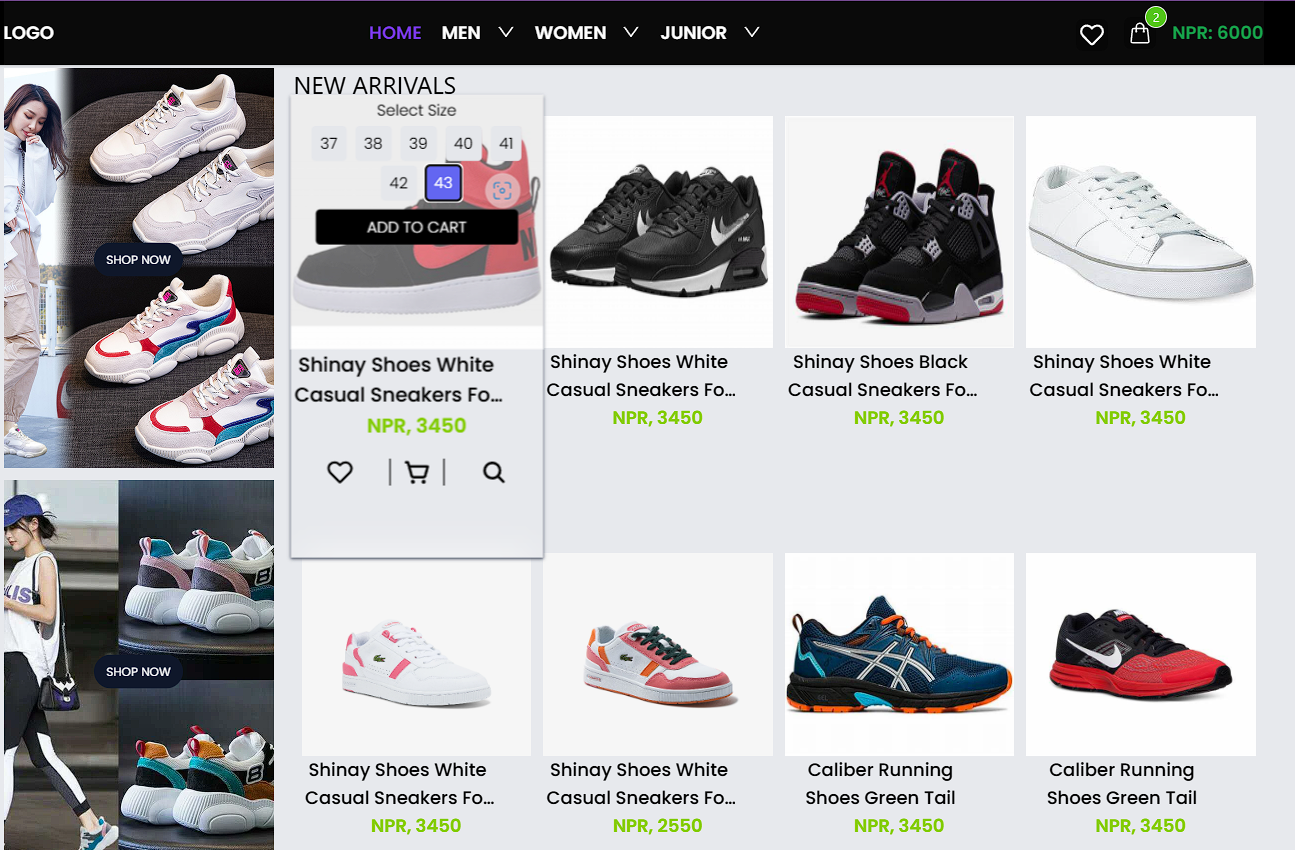 LOGO
HOME MEN WOMEN JUNIOR
2
NPR: 6000
SHOP NOW
SHOP NOW
NEW ARRIVALS
Select Size
37 38 39 40 41
42 43
ADD TO CART
Shinay Shoes White
Casual Sneakers Fo...
NPR, 3450
Shinay Shoes White
Casual Sneakers Fo...
NPR, 3450
Shinay Shoes Black
Casual Sneakers Fo...
NPR, 3450
Shinay Shoes White
Casual Sneakers Fo...
NPR, 3450
Shinay Shoes White
Casual Sneakers Fo...
NPR, 3450
Shinay Shoes White
Casual Sneakers Fo...
NPR, 2550
Caliber Running
Shoes Green Tail
NPR, 3450
Caliber Running
Shoes Green Tail
NPR, 3450